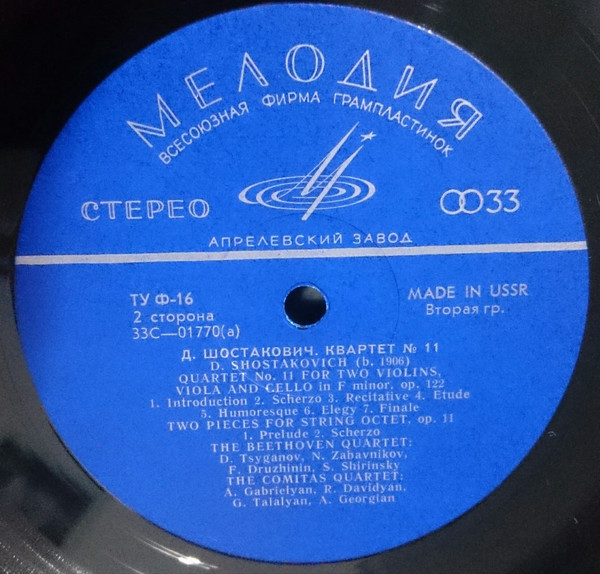 МЕЛОДИЯ
ВСЕСОЮЗНАЯ ФИРМА ГРАМПЛАСТИНОК
СТЕРЕО
33
АПРЕЛЕВСКИЙ ЗАВОД
ТУ Ф-16
2 сторона
33С—01770(а)
MADE IN USSR
Вторая гр.
Д. ШОСТАКОВИЧ. КВАРТЕТ № 11
D. SHOSTAKOVICH (b. 1906)
QUARTET No. 11 FOR TWO VIOLINS,
VIOLA AND CELLO in F minor, op. 122
1. Introduction 2. Scherzo 3. Recitative 4. Etude
5. Humoresque 6. Elegy 7. Finale
TWO PIECES FOR STRING OCTET, op. 11
1. Prelude 2. Scherzo
THE BEETHOVEN QUARTET:
D. Tsyganov, N. Zabavnikov,
F. Druzhinin, S. Shirinsky
THE COMITAS QUARTET:
A. Gabrielyan, R. Davidyan,
G. Talalyan, A. Georgian